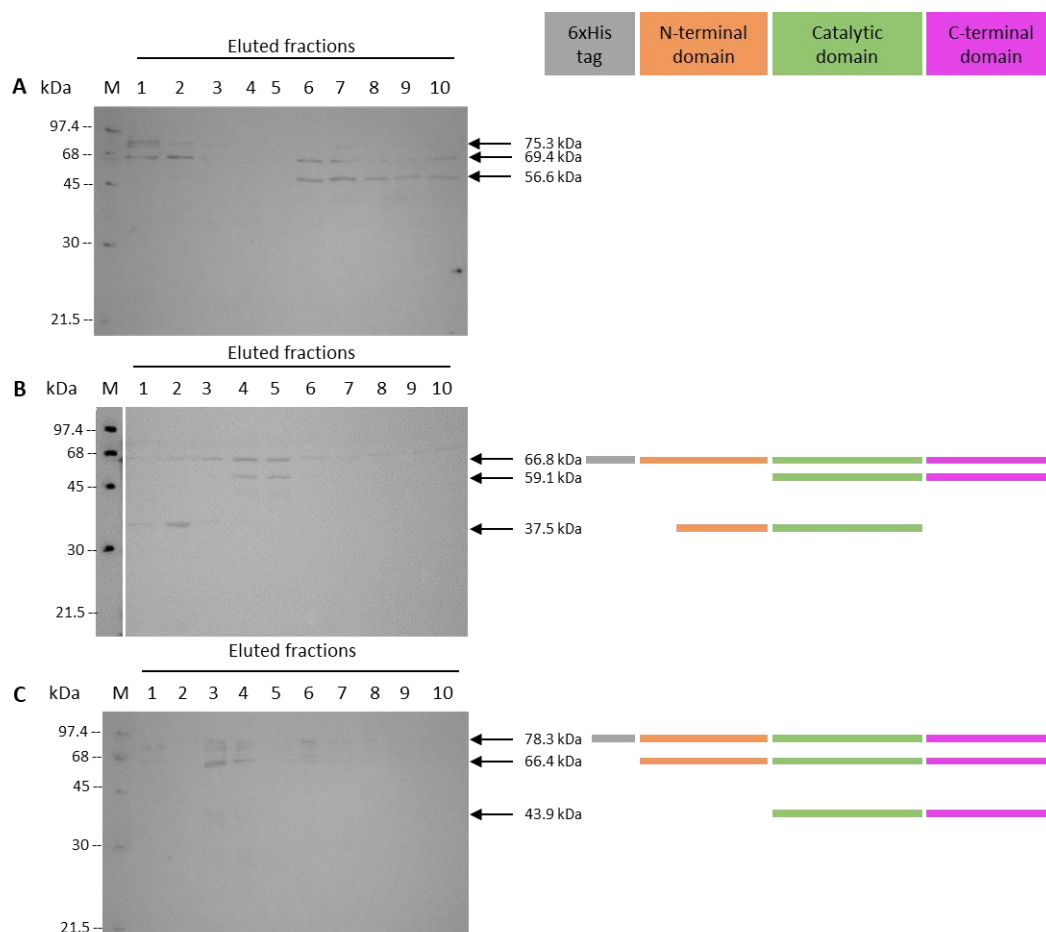 6xHis
tag
N-terminal
domain
Catalytic
domain
C-terminal
domain
Eluted fractions
A kDa M 1 2 3 4 5 6 7 8 9 10
97.4 --
68 --
45 --
30 --
21.5 --
75.3 kDa
69.4 kDa
56.6 kDa
Eluted fractions
B kDa M 1 2 3 4 5 6 7 8 9 10
97.4 --
68 --
45 --
30 --
21.5 --
66.8 kDa
59.1 kDa
37.5 kDa
Eluted fractions
C kDa M 1 2 3 4 5 6 7 8 9 10
97.4 --
68 --
45 --
30 --
21.5 --
78.3 kDa
66.4 kDa
43.9 kDa